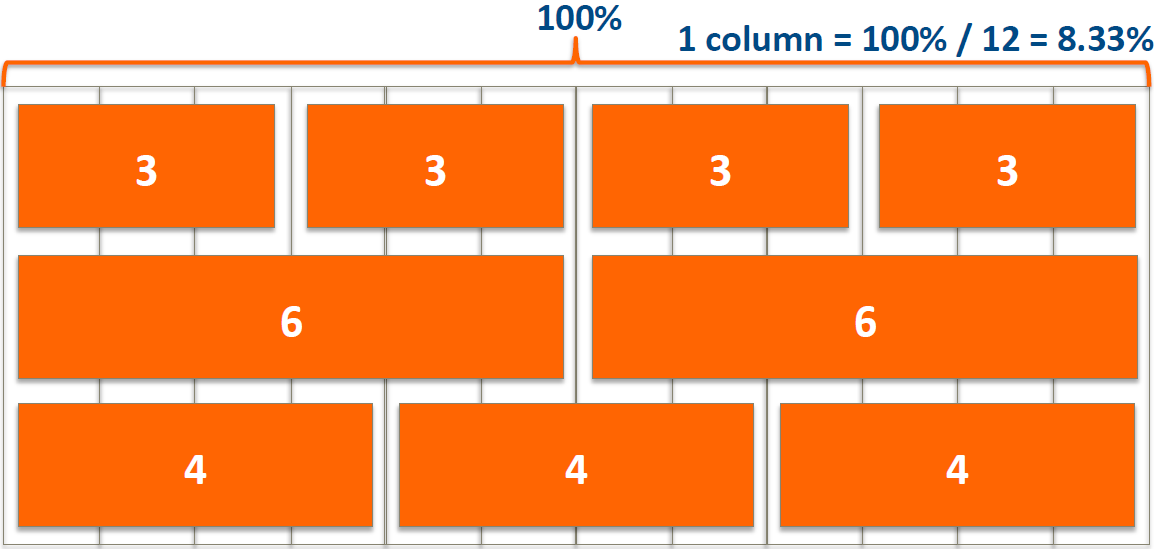 100%
1 column = 100% / 12 = 8.33%
3 3 3 3
6 6
4 4 4